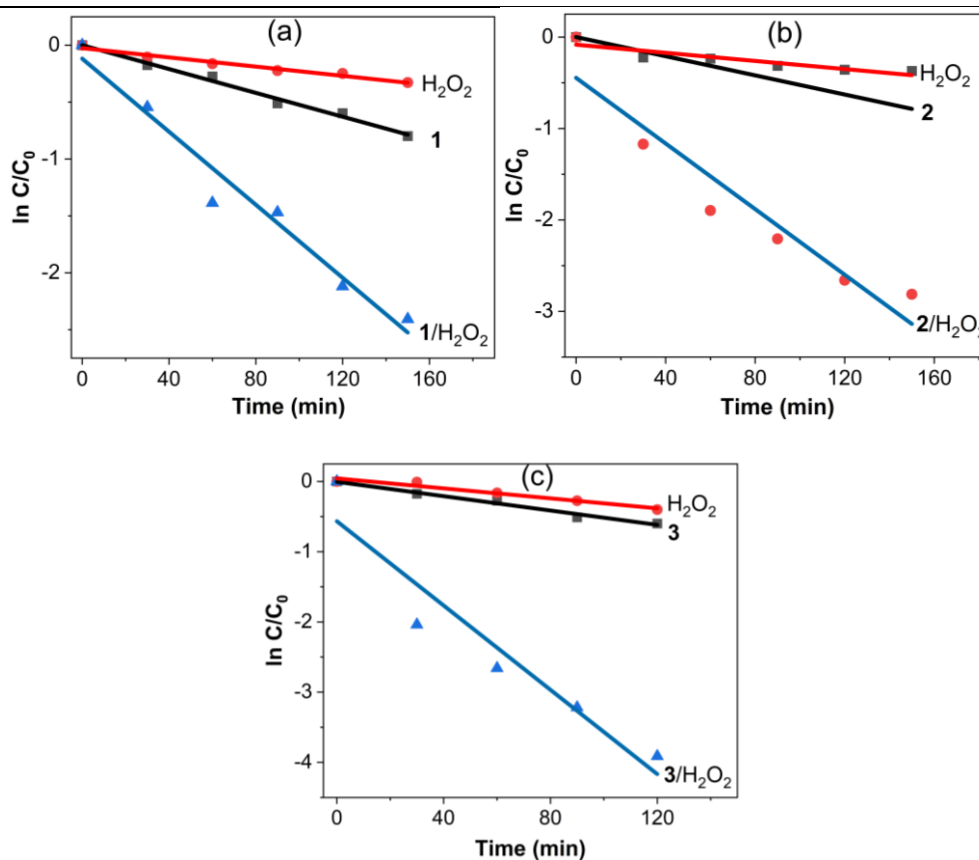 (a)
0
-1
-2
ln C/C₀
H₂O₂
1
1/H₂O₂
0
40
80
120
160
Time (min)
(b)
0
-1
-2
-3
ln C/C₀
H₂O₂
2
2/H₂O₂
0
40
80
120
160
Time (min)
(c)
0
-1
-2
-3
-4
ln C/C₀
H₂O₂
3
3/H₂O₂
0
40
80
120
Time (min)